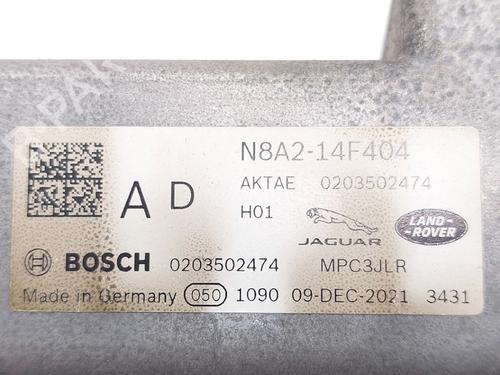 N8A2-14F404
A D
AKTAE 0203502474
H01
JAGUAR
LAND-
ROVER
BOSCH 0203502474 MPC3JLR
Made in Germany 050 1090 09-DEC-2021 3431